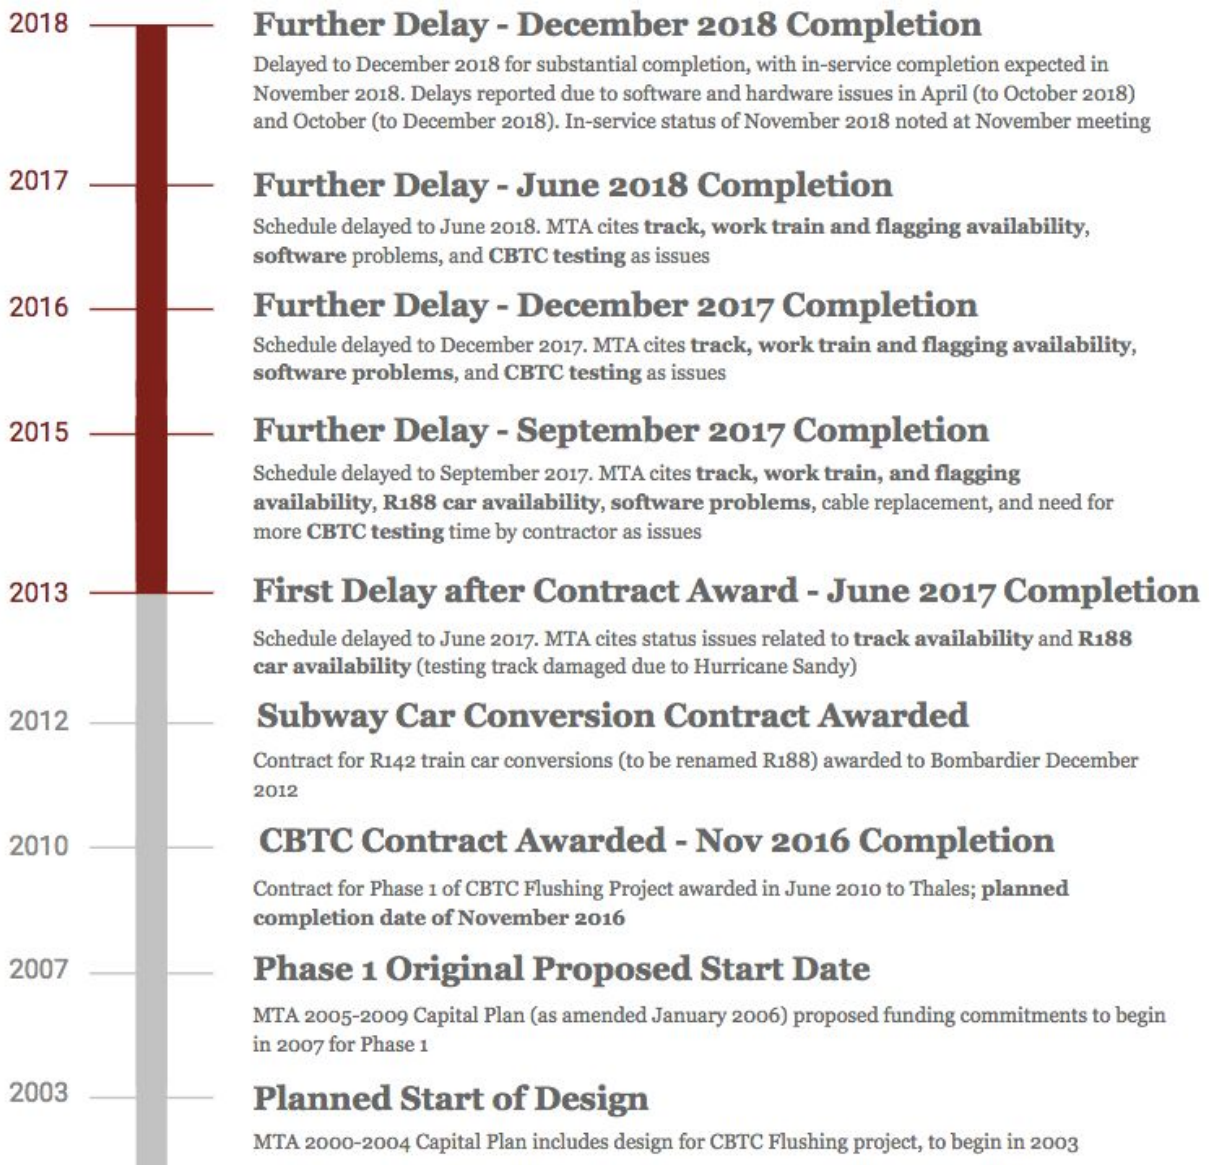 2018
Further Delay - December 2018 Completion
Delayed to December 2018 for substantial completion, with in-service completion expected in
November 2018. Delays reported due to software and hardware issues in April (to October 2018)
and October (to December 2018). In-service status of November 2018 noted at November meeting
2017
Further Delay - June 2018 Completion
Schedule delayed to June 2018. MTA cites track, work train and flagging availability,
software problems, and CBTC testing as issues
2016
Further Delay - December 2017 Completion
Schedule delayed to December 2017. MTA cites track, work train and flagging availability,
software problems, and CBTC testing as issues
2015
Further Delay - September 2017 Completion
Schedule delayed to September 2017. MTA cites track, work train, and flagging
availability, R188 car availability, software problems, cable replacement, and need for
more CBTC testing time by contractor as issues
2013
First Delay after Contract Award - June 2017 Completion
Schedule delayed to June 2017. MTA cites status issues related to track availability and R188
car availability (testing track damaged due to Hurricane Sandy)
2012
Subway Car Conversion Contract Awarded
Contract for R142 train car conversions (to be renamed R188) awarded to Bombardier December
2012
2010
CBTC Contract Awarded - Nov 2016 Completion
Contract for Phase 1 of CBTC Flushing Project awarded in June 2010 to Thales; planned
completion date of November 2016
2007
Phase 1 Original Proposed Start Date
MTA 2005-2009 Capital Plan (as amended January 2006) proposed funding commitments to begin
in 2007 for Phase 1
2003
Planned Start of Design
MTA 2000-2004 Capital Plan includes design for CBTC Flushing project, to begin in 2003